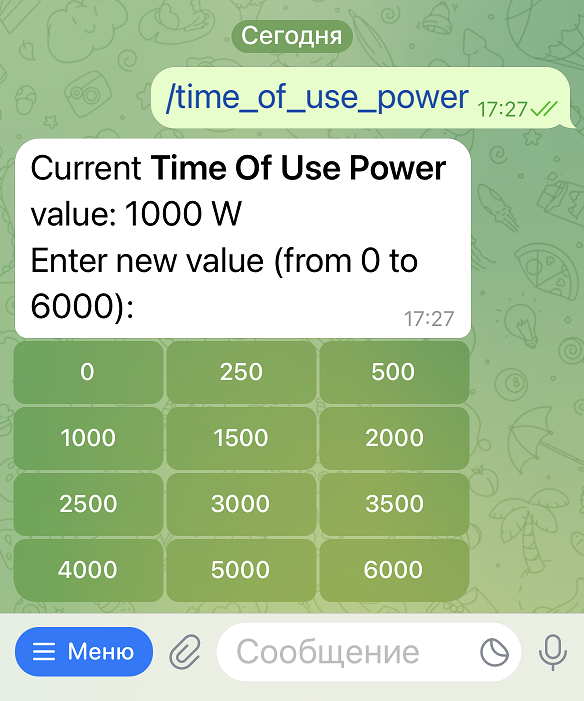 Сегодня
/time_of_use_power 17:27
Current Time Of Use Power
value: 1000 W
Enter new value (from 0 to
6000):
17:27
0 250 500
1000 1500 2000
2500 3000 3500
4000 5000 6000
Меню Сообщение